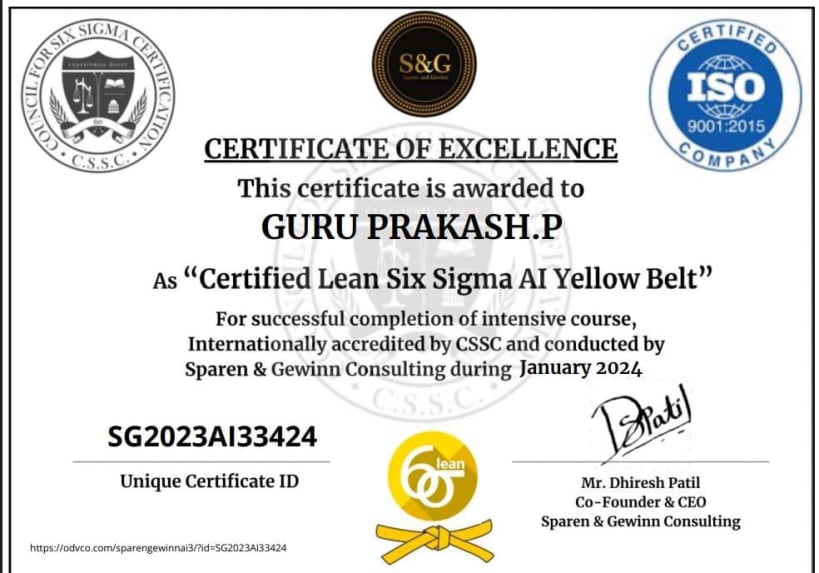 COUNCIL FOR SIX SIGMA CERTIFICATION
experientia docet
6σ
• C.S.S.C. •
S&G
Sparen and Gewinn
CERTIFIED
ISO
9001:2015
COMPANY
CERTIFICATE OF EXCELLENCE
This certificate is awarded to
GURU PRAKASH.P
As “Certified Lean Six Sigma AI Yellow Belt”
For successful completion of intensive course,
Internationally accredited by CSSC and conducted by
Sparen & Gewinn Consulting during January 2024
C.S.S.C.
SG2023AI33424
Unique Certificate ID
lean
6σ
DSPatil
Mr. Dhiresh Patil
Co-Founder & CEO
Sparen & Gewinn Consulting
https://odvco.com/sparengewinnai3/?id=SG2023AI33424